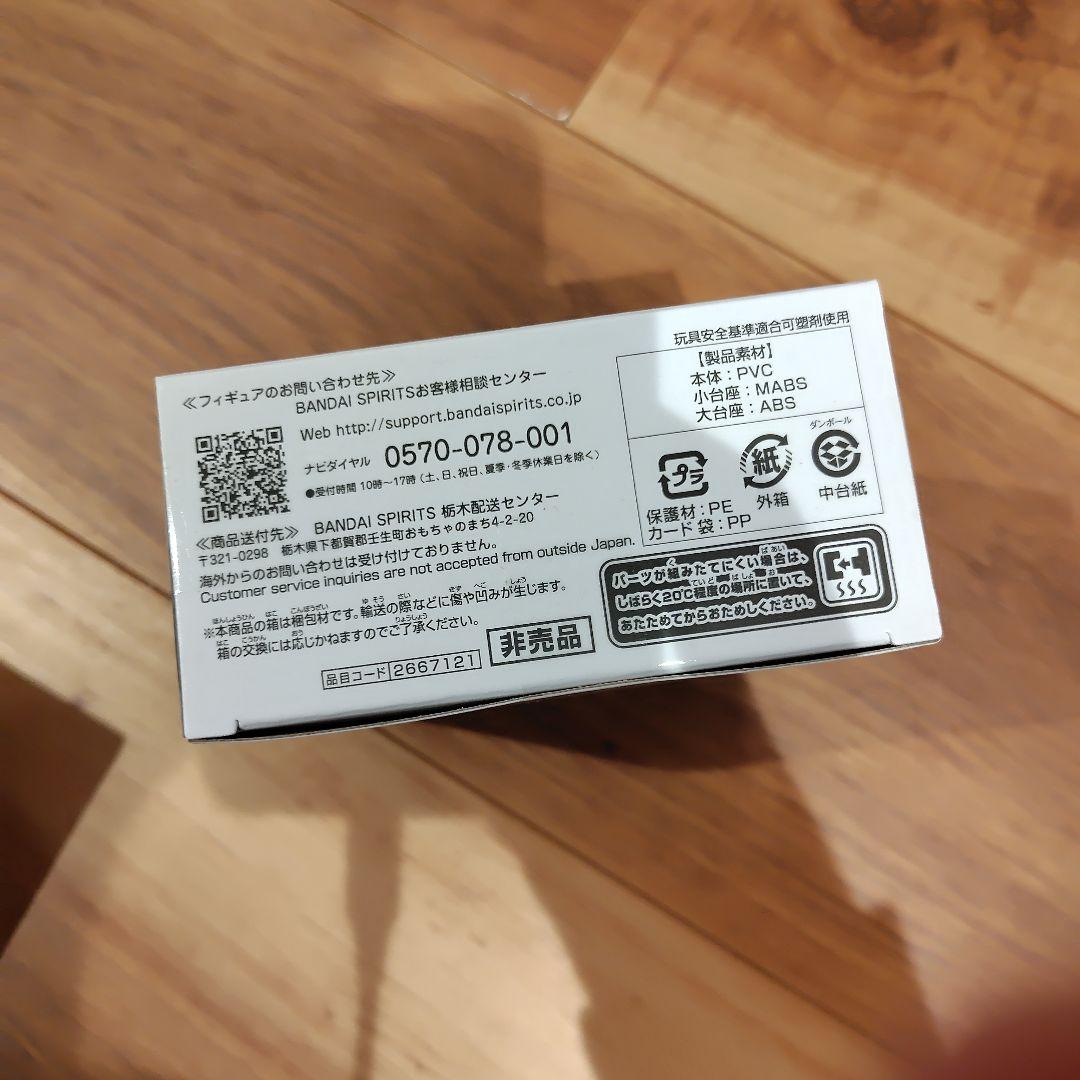 ≪フィギュアのお問い合わせ先≫
BANDAI SPIRITSお客様相談センター
Web http://support.bandaispirits.co.jp
ナビダイヤル 0570-078-001
●受付時間 10時～17時(土、日、祝日、夏季・冬季休業日を除く)
≪商品送付先≫ BANDAI SPIRITS 栃木配送センター
〒321-0298 栃木県下都賀郡壬生町おもちゃのまち4-2-20
海外からのお問い合わせは受け付けておりません。
Customer service inquiries are not accepted from outside Japan.
※本商品の箱は梱包材です。輸送の際などに傷や凹みが生じます。
箱の交換には応じかねますのでご了承ください。
品目コード 2667121
非売品
玩具安全基準適合可塑剤使用
【製品素材】
本体：PVC
小台座：MABS
大台座：ABS
プラ
保護材：PE
カード袋：PP
紙
外箱
ダンボール
中台紙
パーツが組みたてにくい場合は、
しばらく20℃程度の場所に置いて、
あたためてからおためしください。